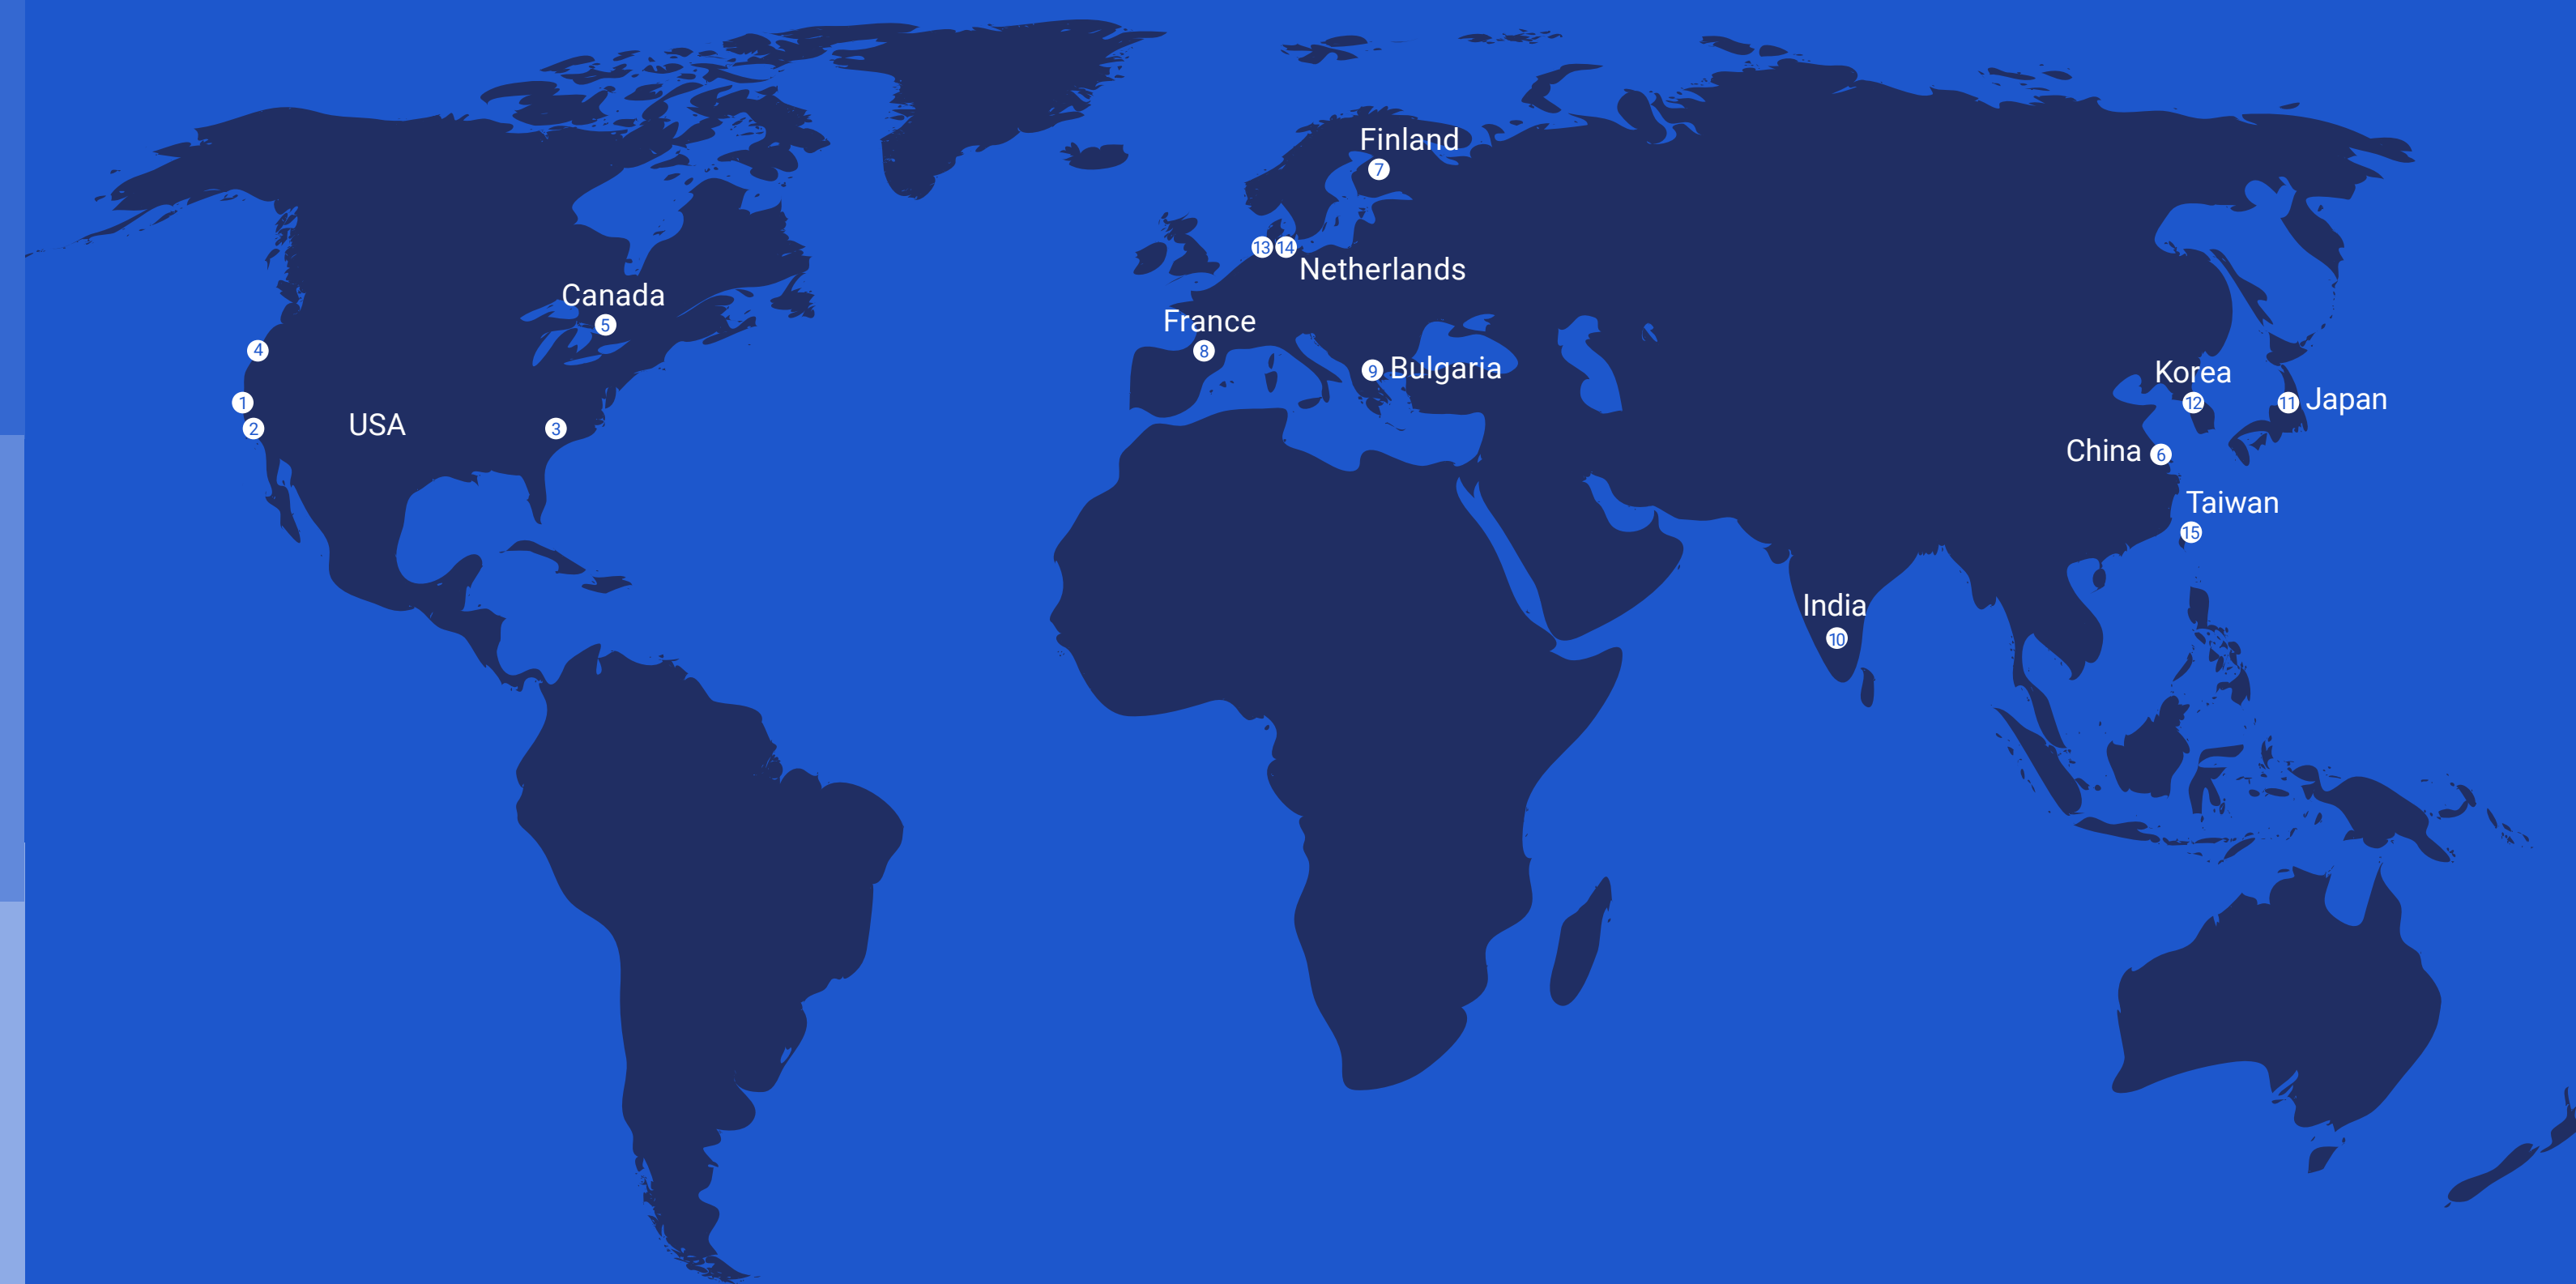 Finland
7
13 14
Netherlands
Canada
5
France
8
4
9 Bulgaria
Korea
12
1
11 Japan
USA
2
3
China 6
Taiwan
15
India
10